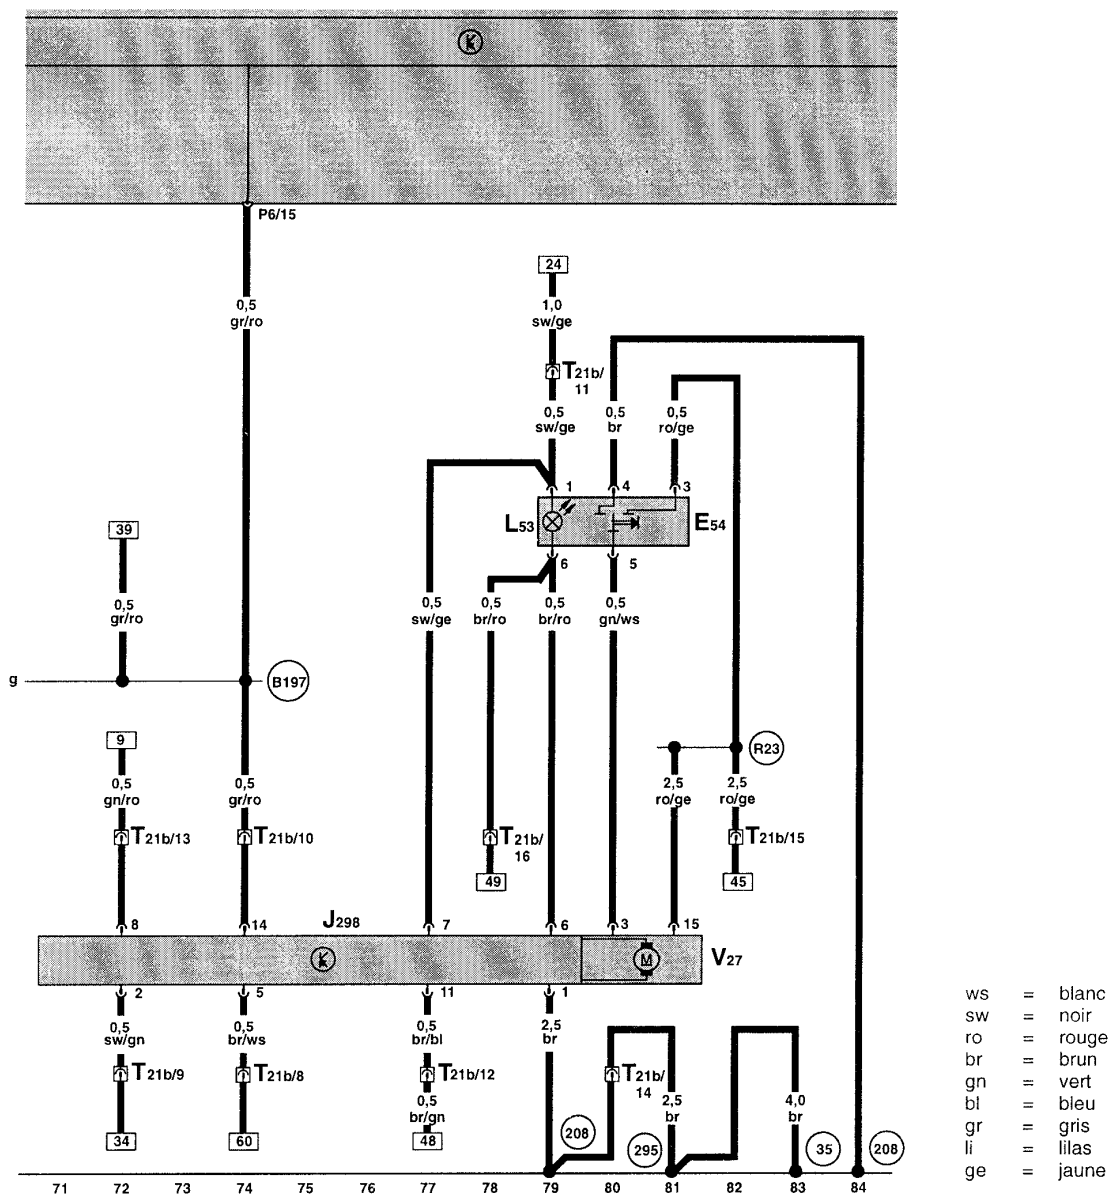 K
P6/15
24
0,5
gr/ro
1,0
sw/ge
T21b/
11
0,5
sw/ge
0,5
br
0,5
ro/ge
1
4
3
L53
E54
39
6
5
0,5
gr/ro
0,5
sw/ge
0,5
br/ro
0,5
br/ro
0,5
gn/ws
g
B197
9
R23
0,5
gn/ro
0,5
gr/ro
2,5
ro/ge
2,5
ro/ge
T21b/13
T21b/10
T21b/
16
T21b/15
49
45
8
14
J298
7
6
3
15
K
M
V27
2
5
11
1
0,5
sw/gn
0,5
br/ws
0,5
br/bl
2,5
br
T21b/9
T21b/8
T21b/12
T21b/
14
0,5
br/gn
2,5
br
4,0
br
34
60
48
208
295
35
208
71 72 73 74 75 76 77 78 79 80 81 82 83 84
ws = blanc
sw = noir
ro = rouge
br = brun
gn = vert
bl = bleu
gr = gris
li = lilas
ge = jaune